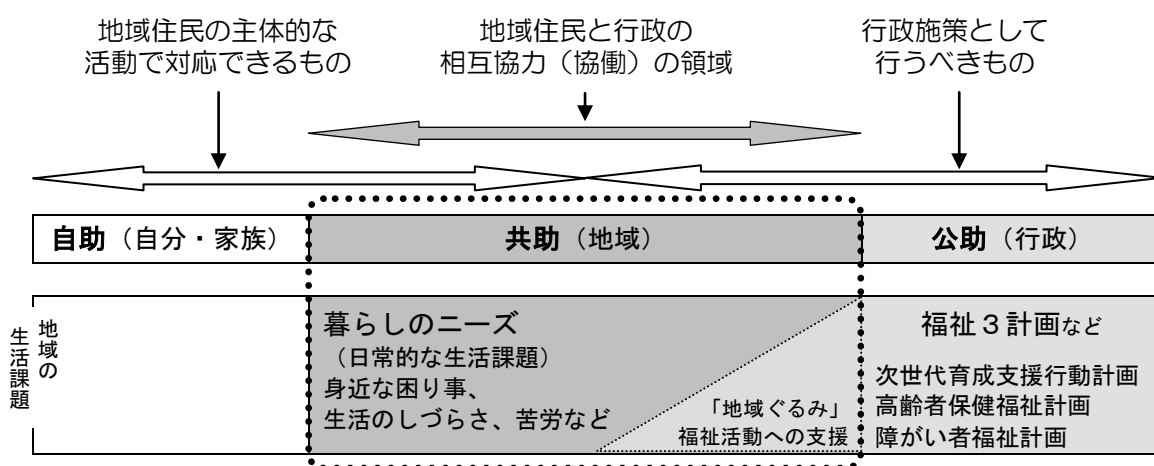 地域住民の主体的な
活動で対応できるもの
地域住民と行政の
相互協力（協働）の領域
行政施策として
行うべきもの
自助（自分・家族）
共助（地域）
公助（行政）
地域の
生活課題
暮らしのニーズ
（日常的な生活課題）
身近な困り事、
生活のしづらさ、苦労など
「地域ぐるみ」
福祉活動への支援
福祉３計画など
次世代育成支援行動計画
高齢者保健福祉計画
障がい者福祉計画